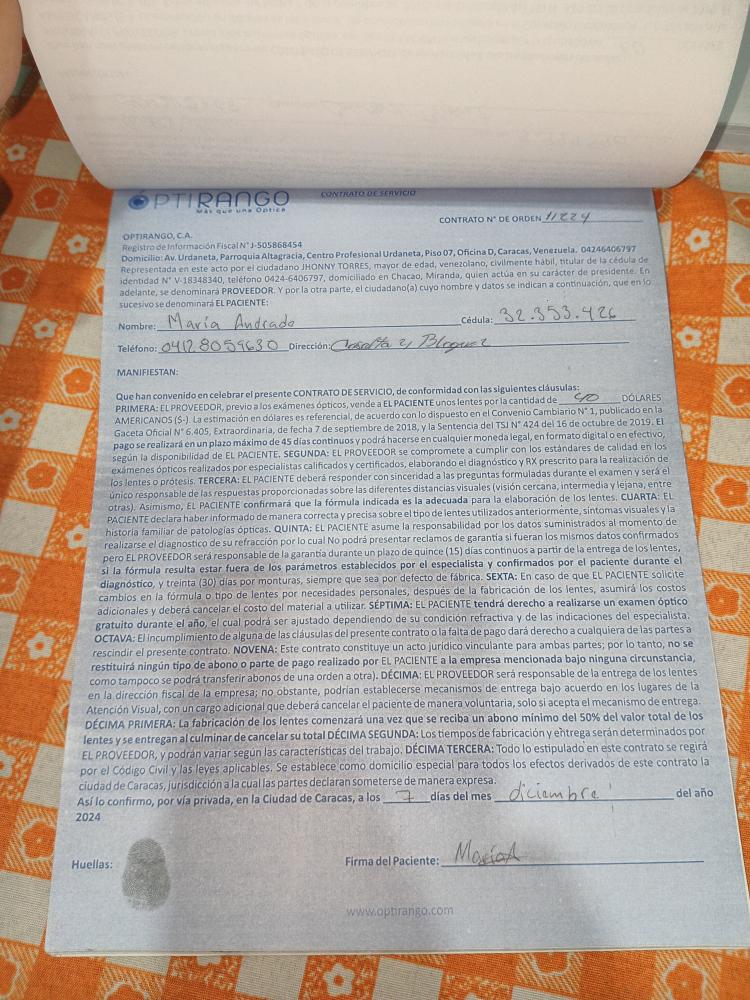 OPTIRANGO
Más que una Óptica
CONTRATO DE SERVICIO
CONTRATO N° DE ORDEN 11224
OPTIRANGO, C.A.
Registro de Información Fiscal N° J-505868454
Domicilio: Av. Urdaneta, Parroquia Altagracia, Centro Profesional Urdaneta, Piso 07, Oficina D, Caracas, Venezuela. 04246406797
Representada en este acto por el ciudadano JHONNY TORRES, mayor de edad, venezolano, civilmente hábil, titular de la cédula de
identidad N° V-18348340, teléfono 0424-6406797, domiciliado en Chacao, Miranda, quien actúa en su carácter de presidente. En
adelante, se denominará PROVEEDOR. Y por la otra parte, el ciudadano(a) cuyo nombre y datos se indican a continuación, que en lo
sucesivo se denominará EL PACIENTE:
Nombre: María Andrade Cédula: 32.353.426
Teléfono: 04128059630 Dirección: Casalta 2, Bloque 2
MANIFIESTAN:
Que han convenido en celebrar el presente CONTRATO DE SERVICIO, de conformidad con las siguientes cláusulas:
PRIMERA: EL PROVEEDOR, previo a los exámenes ópticos, vende a EL PACIENTE unos lentes por la cantidad de 40 DÓLARES
AMERICANOS ($-). La estimación en dólares es referencial, de acuerdo con lo dispuesto en el Convenio Cambiario N° 1, publicado en la
Gaceta Oficial N° 6.405, Extraordinaria, de fecha 7 de septiembre de 2018, y la Sentencia del TSJ N° 424 del 16 de octubre de 2019. El
pago se realizará en un plazo máximo de 45 días continuos y podrá hacerse en cualquier moneda legal, en formato digital o en efectivo,
según la disponibilidad de EL PACIENTE. SEGUNDA: EL PROVEEDOR se compromete a cumplir con los estándares de calidad en los
exámenes ópticos realizados por especialistas calificados y certificados, elaborando el diagnóstico y RX prescrito para la realización de
los lentes o prótesis. TERCERA: EL PACIENTE deberá responder con sinceridad a las preguntas formuladas durante el examen y será el
único responsable de las respuestas proporcionadas sobre las diferentes distancias visuales (visión cercana, intermedia y lejana, entre
otras). Asimismo, EL PACIENTE confirmará que la fórmula indicada es la adecuada para la elaboración de los lentes. CUARTA: EL
PACIENTE declara haber informado de manera correcta y precisa sobre el tipo de lentes utilizados anteriormente, síntomas visuales y la
historia familiar de patologías ópticas. QUINTA: EL PACIENTE asume la responsabilidad por los datos suministrados al momento de
realizarse el diagnostico de su refracción por lo cual No podrá presentar reclamos de garantía si fueran los mismos datos confirmados
pero EL PROVEEDOR será responsable de la garantía durante un plazo de quince (15) días continuos a partir de la entrega de los lentes,
si la fórmula resulta estar fuera de los parámetros establecidos por el especialista y confirmados por el paciente durante el
diagnóstico, y treinta (30) días por monturas, siempre que sea por defecto de fábrica. SEXTA: En caso de que EL PACIENTE solicite
cambios en la fórmula o tipo de lentes por necesidades personales, después de la fabricación de los lentes, asumirá los costos
adicionales y deberá cancelar el costo del material a utilizar. SÉPTIMA: EL PACIENTE tendrá derecho a realizarse un examen óptico
gratuito durante el año, el cual podrá ser ajustado dependiendo de su condición refractiva y de las indicaciones del especialista.
OCTAVA: El incumplimiento de alguna de las cláusulas del presente contrato o la falta de pago dará derecho a cualquiera de las partes a
rescindir el presente contrato. NOVENA: Este contrato constituye un acto jurídico vinculante para ambas partes; por lo tanto, no se
restituirá ningún tipo de abono o parte de pago realizado por EL PACIENTE a la empresa mencionada bajo ninguna circunstancia,
como tampoco se podrá transferir abonos de una orden a otra). DÉCIMA: EL PROVEEDOR será responsable de la entrega de los lentes
en la dirección fiscal de la empresa; no obstante, podrían establecerse mecanismos de entrega bajo acuerdo en los lugares de la
Atención Visual, con un cargo adicional que deberá cancelar el paciente de manera voluntaria, solo si acepta el mecanismo de entrega.
DÉCIMA PRIMERA: La fabricación de los lentes comenzará una vez que se reciba un abono mínimo del 50% del valor total de los
lentes y se entregan al culminar de cancelar su total DÉCIMA SEGUNDA: Los tiempos de fabricación y entrega serán determinados por
EL PROVEEDOR, y podrán variar según las características del trabajo. DÉCIMA TERCERA: Todo lo estipulado en este contrato se regirá
por el Código Civil y las leyes aplicables. Se establece como domicilio especial para todos los efectos derivados de este contrato la
ciudad de Caracas, jurisdicción a la cual las partes declaran someterse de manera expresa.
Así lo confirmo, por vía privada, en la Ciudad de Caracas, a los 7 días del mes diciembre del año
2024
Huellas:
Firma del Paciente: María A
www.optirango.com